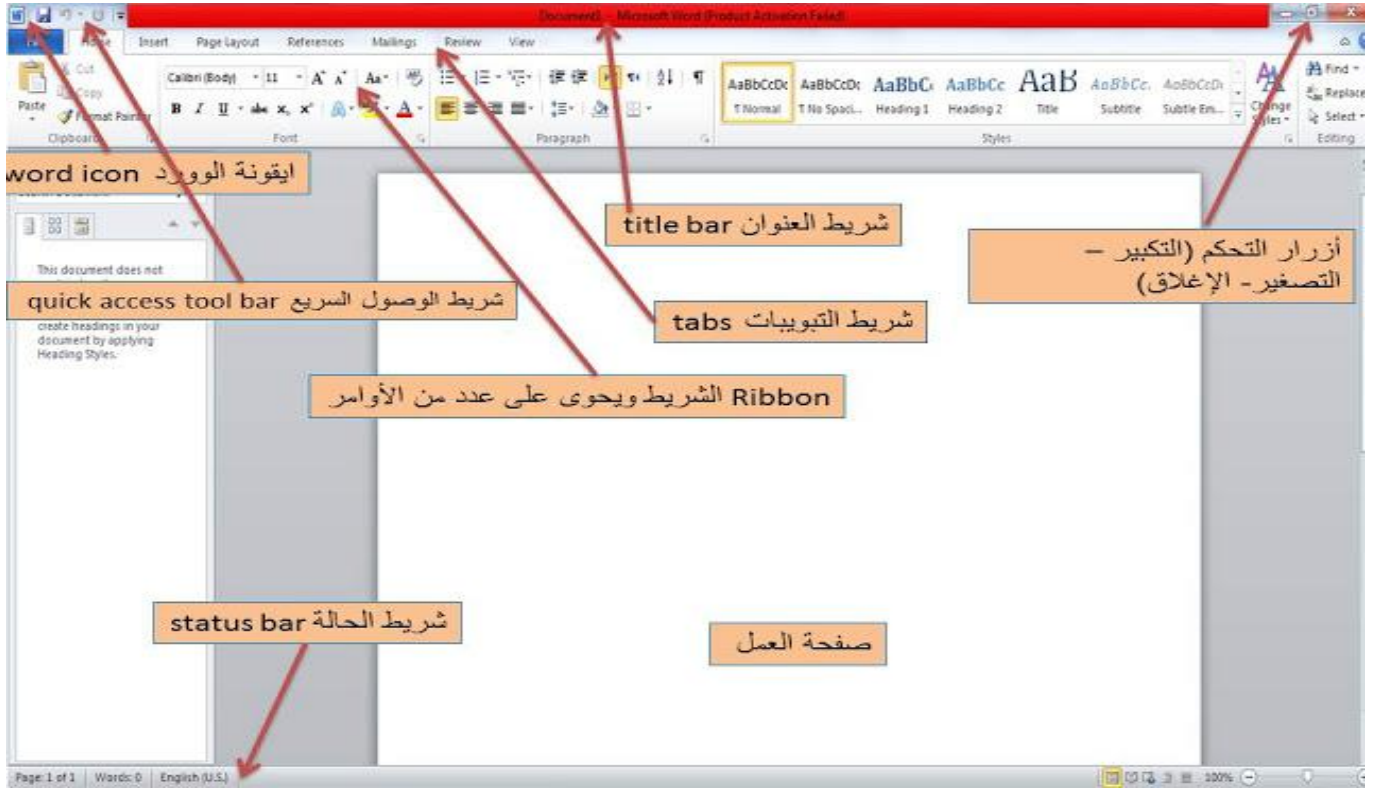 Document1 - Microsoft Word (Product Activation Failed)
Home Insert Page Layout References Mailings Review View
Cut
Copy
Paste
Format Painter
Clipboard
Calibri (Body) 11
Font
Paragraph
AaBbCcDc AaBbCcDc AaBbC AaBbCc AaB AaBbCc. AaBbCcDt
¶ Normal ¶ No Spaci... Heading 1 Heading 2 Title Subtitle Subtle Em...
Styles
Change
Styles
Find
Replace
Select
Editing
word icon ايقونة الوورد
شريط العنوان title bar
أزرار التحكم (التكبير –
التصغير- الإغلاق)
This document does not
شريط الوصول السريع quick access tool bar
create headings in your
document by applying
Heading Styles.
شريط التبويبات tabs
Ribbon الشريط ويحوى على عدد من الأوامر
شريط الحالة status bar
صفحة العمل
Page: 1 of 1 Words: 0 English (U.S.) 100%